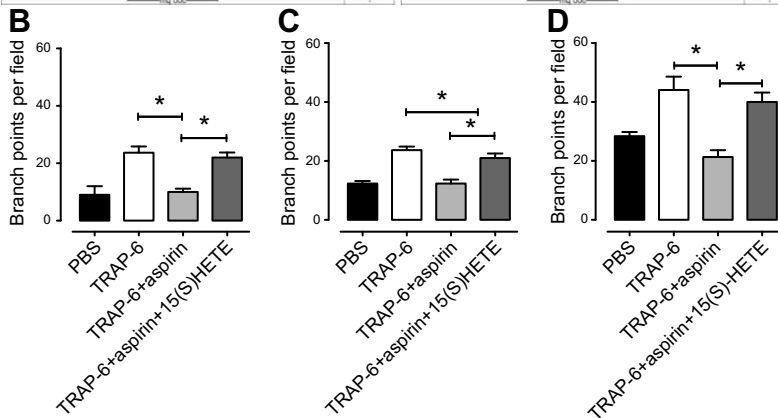 B
Branch points per field
60
40
20
0
*
*
PBS
TRAP-6
TRAP-6+aspirin
TRAP-6+aspirin+15(S)HETE
C
Branch points per field
60
40
20
0
*
*
PBS
TRAP-6
TRAP-6+aspirin
TRAP-6+aspirin+15(S)HETE
D
Branch points per field
60
40
20
0
*
*
PBS
TRAP-6
TRAP-6+aspirin
TRAP-6+aspirin+15(S)-HETE